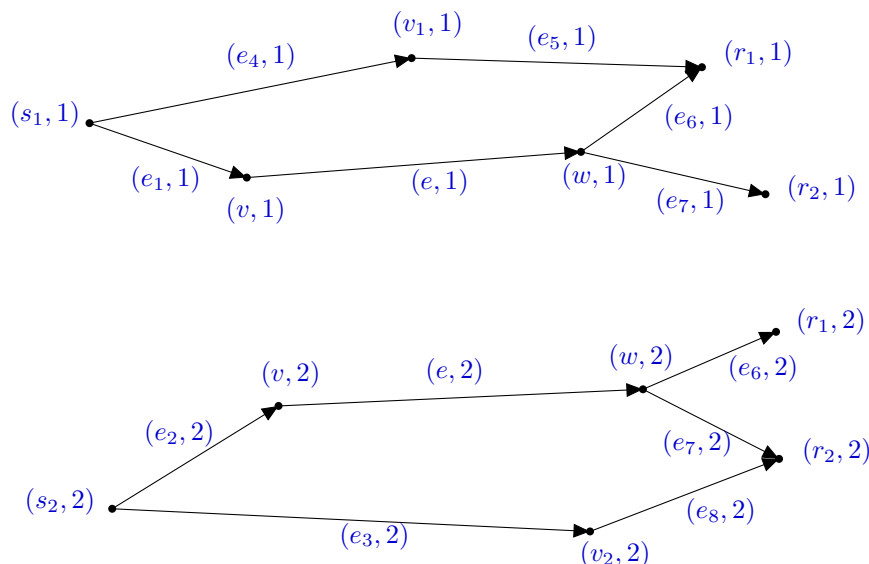 (v₁, 1)
(e₅, 1)
(r₁, 1)
(e₄, 1)
(s₁, 1)
(e₆, 1)
(e₁, 1)
(e, 1)
(w, 1)
(r₂, 1)
(e₇, 1)
(v, 1)
(r₁, 2)
(w, 2)
(e₆, 2)
(v, 2)
(e, 2)
(e₂, 2)
(e₇, 2)
(r₂, 2)
(s₂, 2)
(e₈, 2)
(e₃, 2)
(v₂, 2)